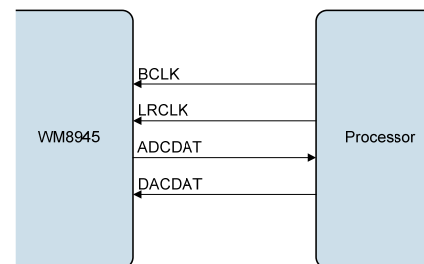 BCLK
LRCLK
WM8945
ADCDAT
Processor
DACDAT